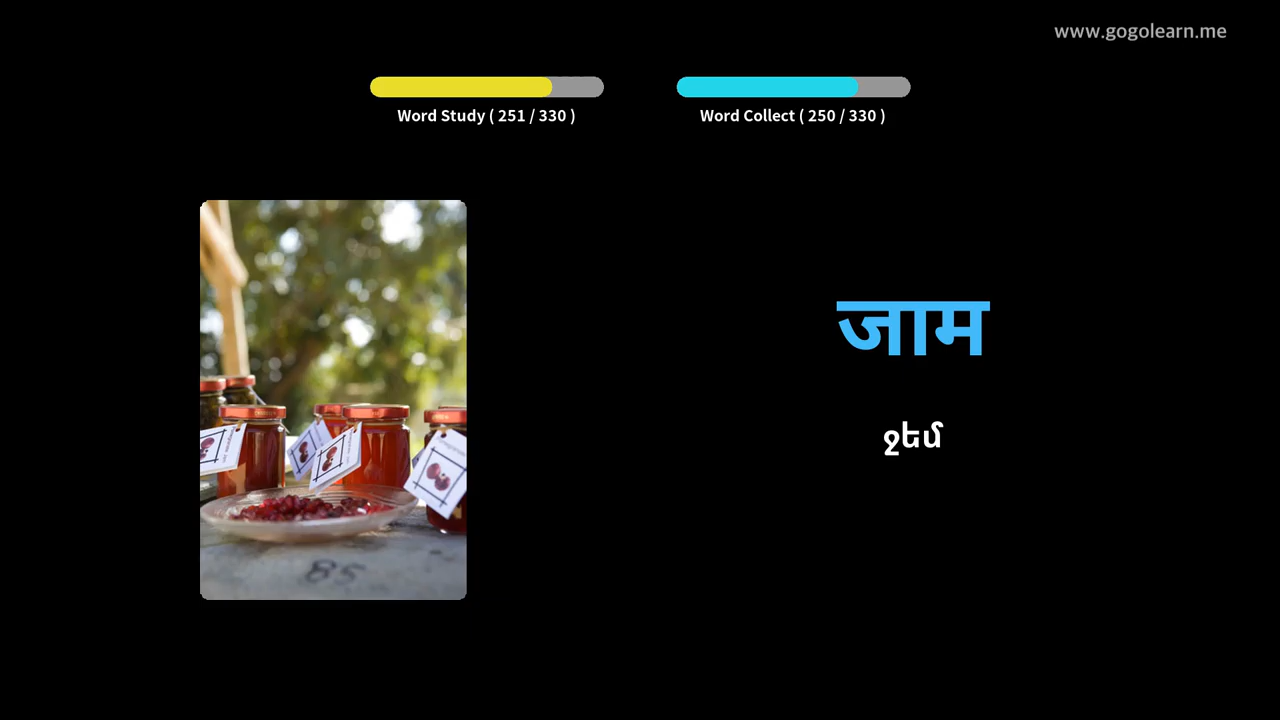 www.gogolearn.me
Word Study ( 251 / 330 )
Word Collect ( 250 / 330 )
जाम
ջեմ
85